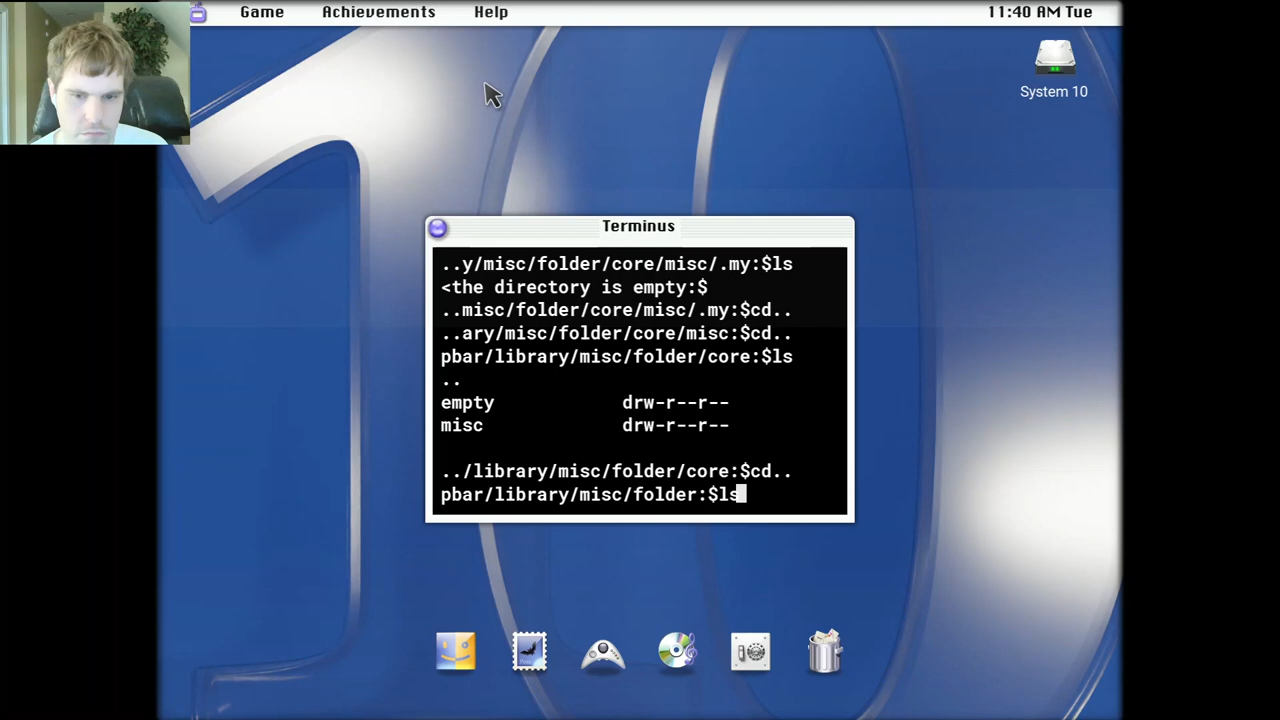 Game Achievements Help 11:40 AM Tue
System 10
Terminus
..y/misc/folder/core/misc/.my:$ls
<the directory is empty:$
..misc/folder/core/misc/.my:$cd..
..ary/misc/folder/core/misc:$cd..
pbar/library/misc/folder/core:$ls
..
empty drw-r--r--
misc drw-r--r--
../library/misc/folder/core:$cd..
pbar/library/misc/folder:$ls